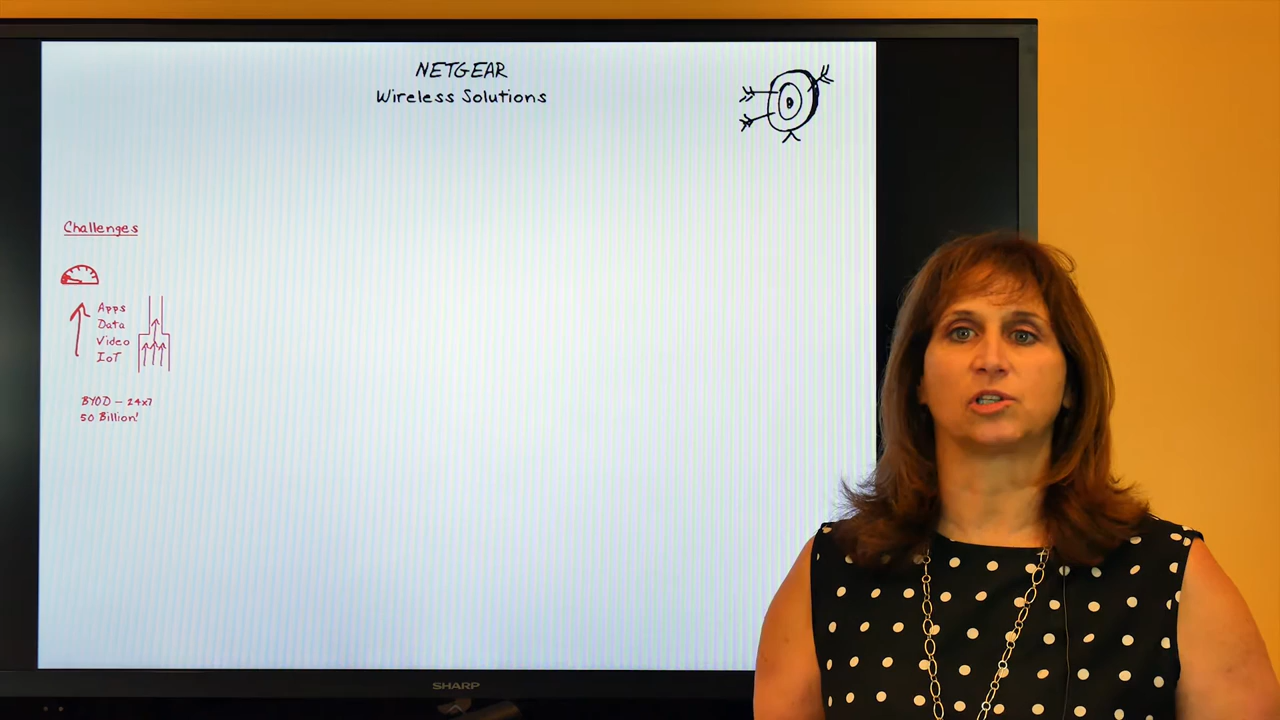 NETGEAR
Wireless Solutions
Challenges
Apps
Data
Video
IoT
BYOD - 24x7
50 Billion!
SHARP